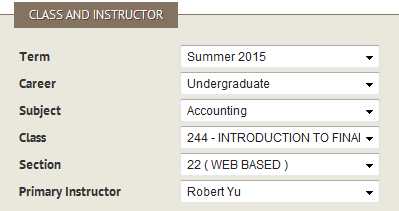 CLASS AND INSTRUCTOR
Term Summer 2015
Career Undergraduate
Subject Accounting
Class 244 - INTRODUCTION TO FINAI
Section 22 ( WEB BASED )
Primary Instructor Robert Yu